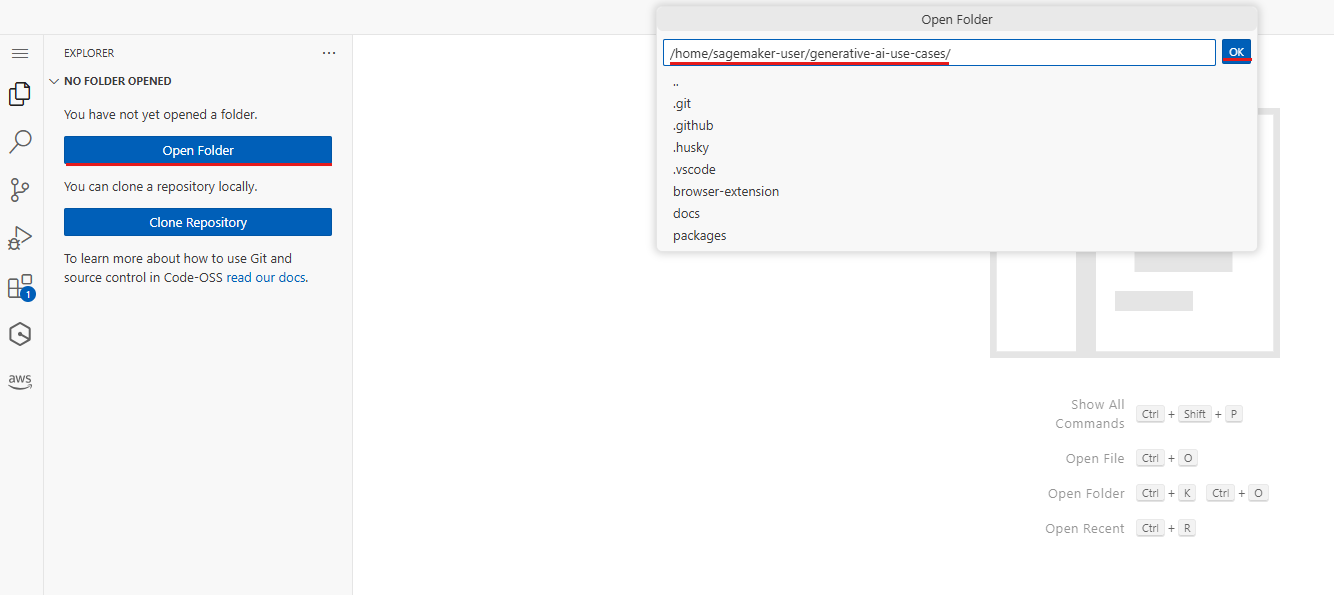 Open Folder
/home/sagemaker-user/generative-ai-use-cases/
OK
..
.git
.github
.husky
.vscode
browser-extension
docs
packages
EXPLORER
NO FOLDER OPENED
You have not yet opened a folder.
Open Folder
You can clone a repository locally.
Clone Repository
To learn more about how to use Git and
source control in Code-OSS read our docs.
1
aws
Show All
Commands
Ctrl + Shift + P
Open File
Ctrl + O
Open Folder
Ctrl + K Ctrl + O
Open Recent
Ctrl + R